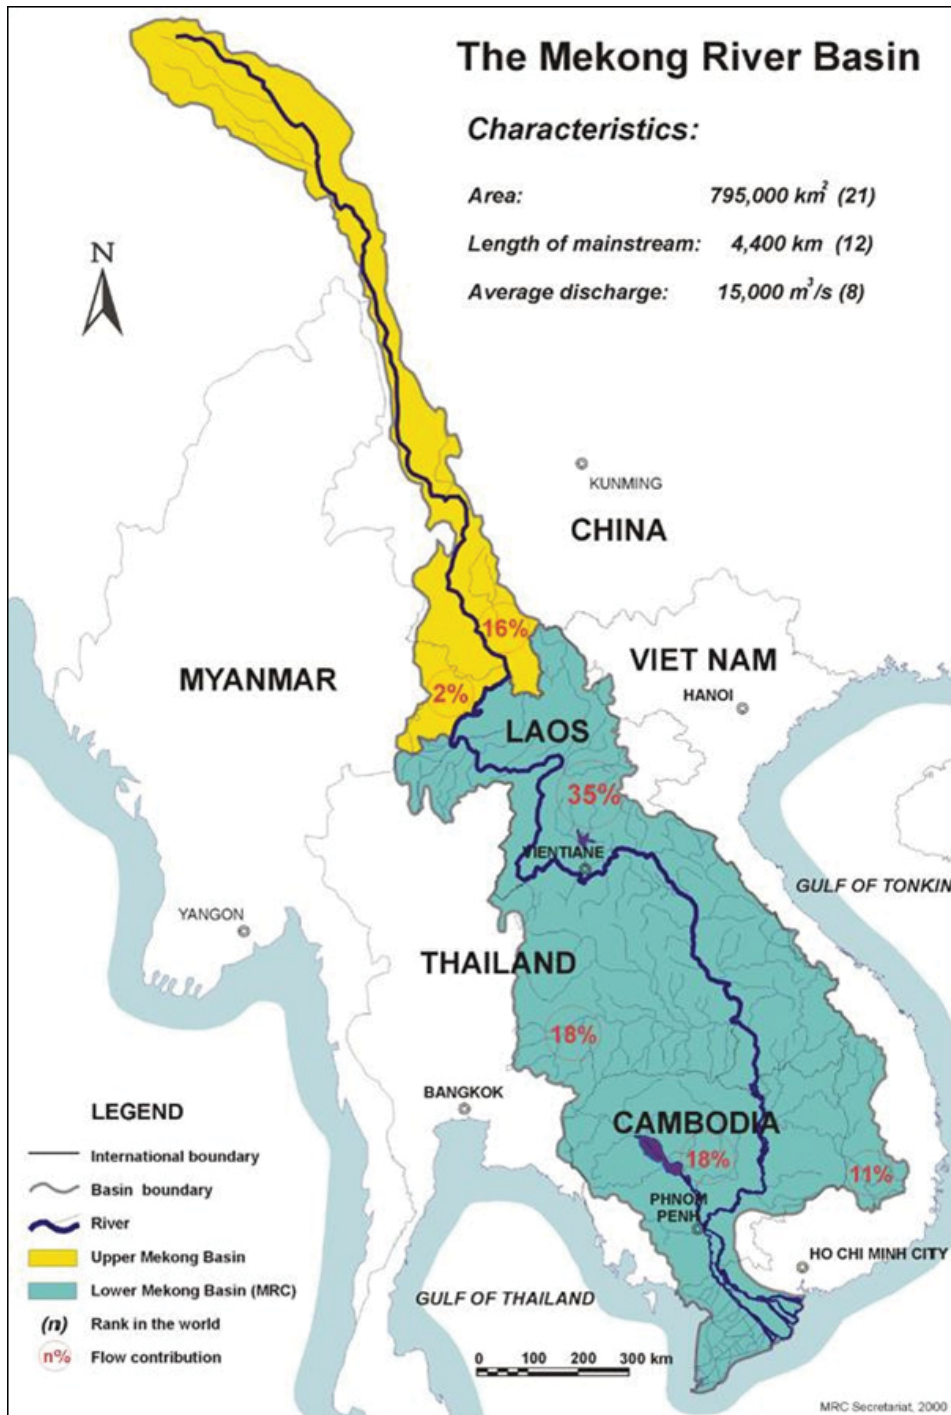 The Mekong River Basin
Characteristics:
Area: 795,000 km² (21)
Length of mainstream: 4,400 km (12)
Average discharge: 15,000 m³/s (8)
N
KUNMING
CHINA
16%
MYANMAR
VIET NAM
2%
HANOI
LAOS
35%
VIENTIANE
GULF OF TONKIN
YANGON
THAILAND
18%
BANGKOK
CAMBODIA
18%
11%
PHNOM
PENH
HO CHI MINH CITY
GULF OF THAILAND
LEGEND
International boundary
Basin boundary
River
Upper Mekong Basin
Lower Mekong Basin (MRC)
(n) Rank in the world
n% Flow contribution
0 100 200 300 km
MRC Secretariat, 2000